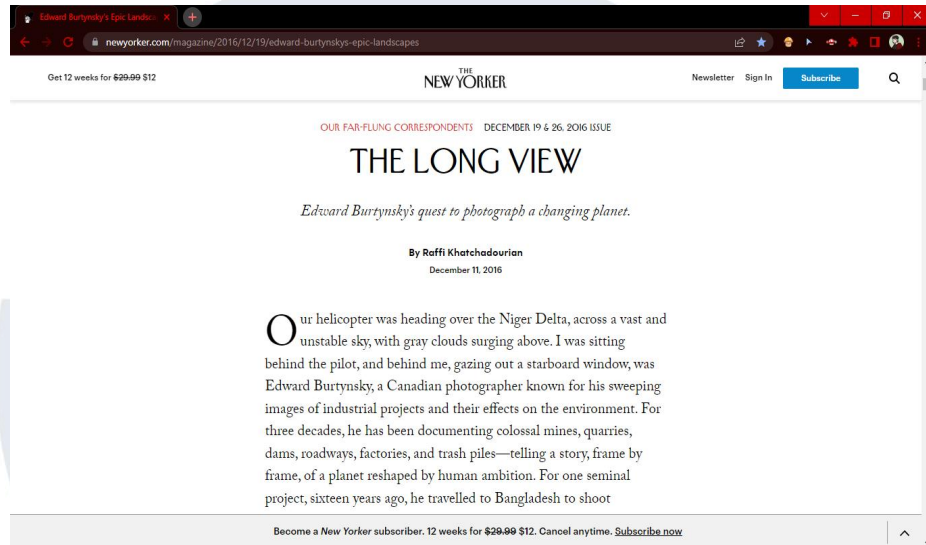 Edward Burtynsky's Epic Landsca
newyorker.com/magazine/2016/12/19/edward-burtynskys-epic-landscapes
Get 12 weeks for $29.99 $12
THE
NEW YORKER
Newsletter Sign In Subscribe
OUR FAR-FLUNG CORRESPONDENTS DECEMBER 19 & 26, 2016 ISSUE
THE LONG VIEW
Edward Burtynsky's quest to photograph a changing planet.
By Raffi Khatchadourian
December 11, 2016
Our helicopter was heading over the Niger Delta, across a vast and
unstable sky, with gray clouds surging above. I was sitting
behind the pilot, and behind me, gazing out a starboard window, was
Edward Burtynsky, a Canadian photographer known for his sweeping
images of industrial projects and their effects on the environment. For
three decades, he has been documenting colossal mines, quarries,
dams, roadways, factories, and trash piles—telling a story, frame by
frame, of a planet reshaped by human ambition. For one seminal
project, sixteen years ago, he travelled to Bangladesh to shoot
Become a New Yorker subscriber. 12 weeks for $29.99 $12. Cancel anytime. Subscribe now